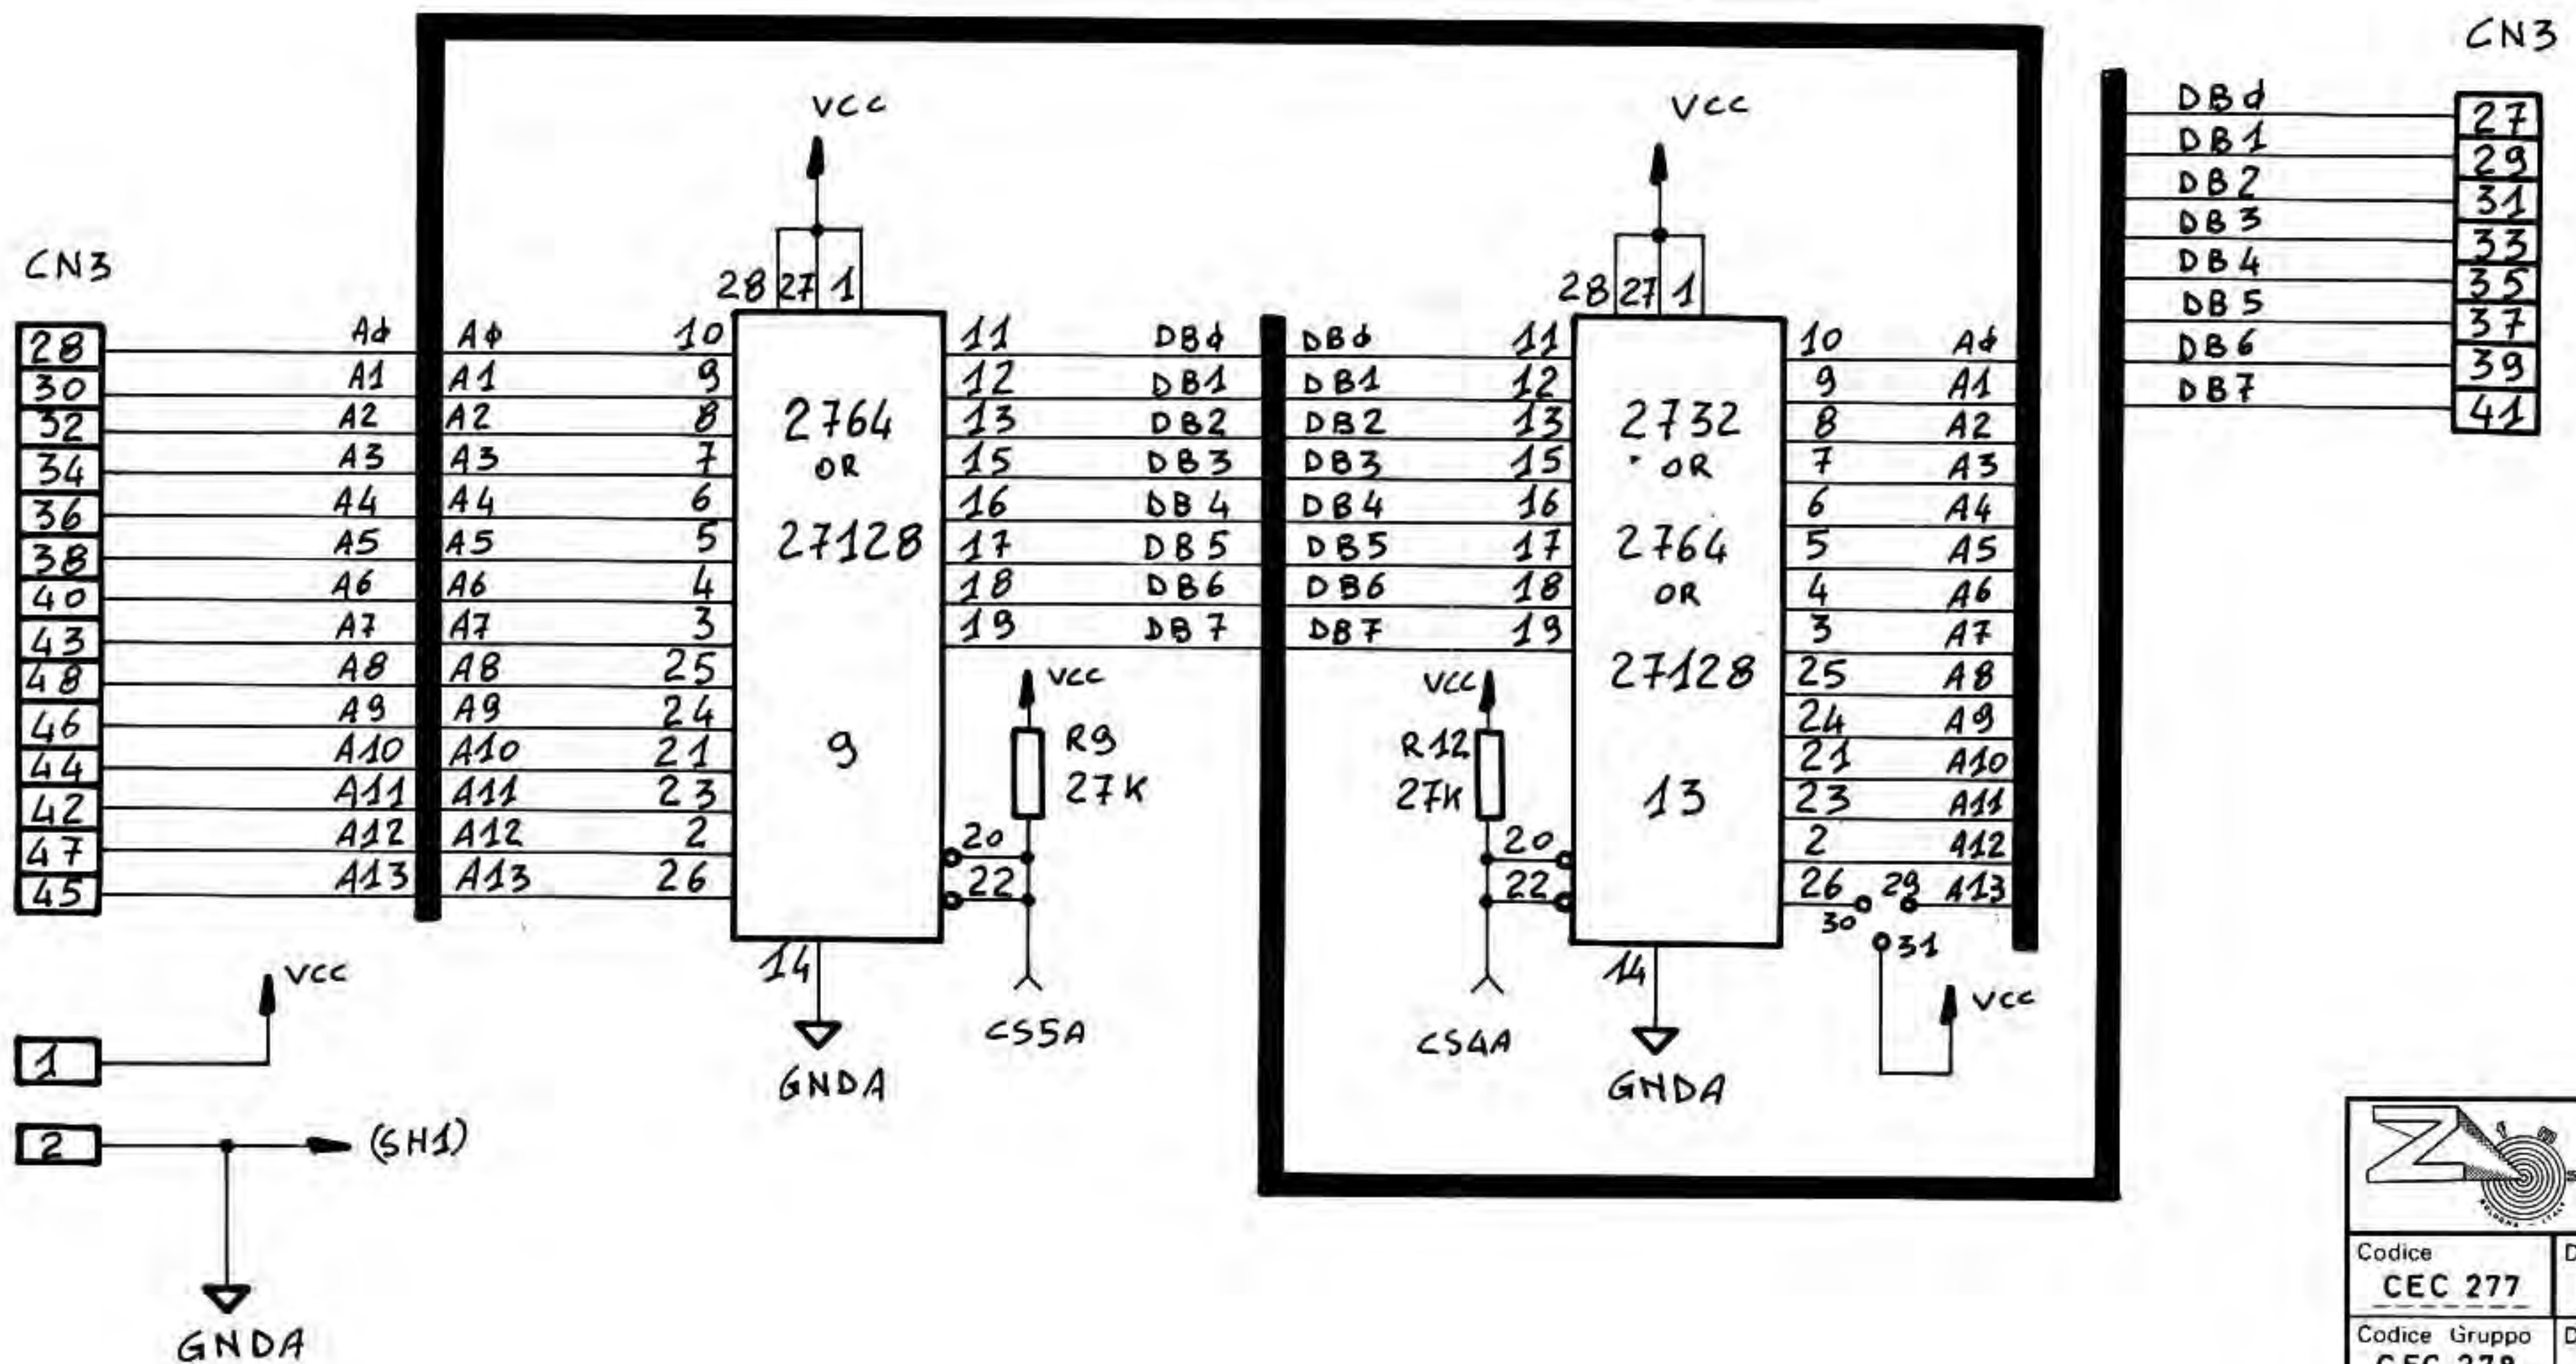 CN3
28 Aφ
30 A1
32 A2
34 A3
36 A4
38 A5
40 A6
43 A7
48 A8
46 A9
44 A10
42 A11
47 A12
45 A13
1 VCC
2 (SH1)
GNDA
VCC
28 27 1
Aφ 10
A1 9
A2 8
A3 7
A4 6
A5 5
A6 4
A7 3
A8 25
A9 24
A10 21
A11 23
A12 2
A13 26
2764
OR
27128
9
11 DBφ
12 DB1
13 DB2
15 DB3
16 DB4
17 DB5
18 DB6
19 DB7
VCC
R9
27K
20
22
CS5A
14
GNDA
VCC
28 27 1
DBφ 11
DB1 12
DB2 13
DB3 15
DB4 16
DB5 17
DB6 18
DB7 19
VCC
R12
27K
20
22
CS4A
2732
OR
2764
OR
27128
13
14
GNDA
10 Aφ
9 A1
8 A2
7 A3
6 A4
5 A5
4 A6
3 A7
25 A8
24 A9
21 A10
23 A11
2 A12
26 29 A13
30
31
VCC
CN3
DBφ 27
DB1 29
DB2 31
DB3 33
DB4 35
DB5 37
DB6 39
DB7 41
BOLOGNA - ITALY
Codice
CEC 277
Codice Gruppo